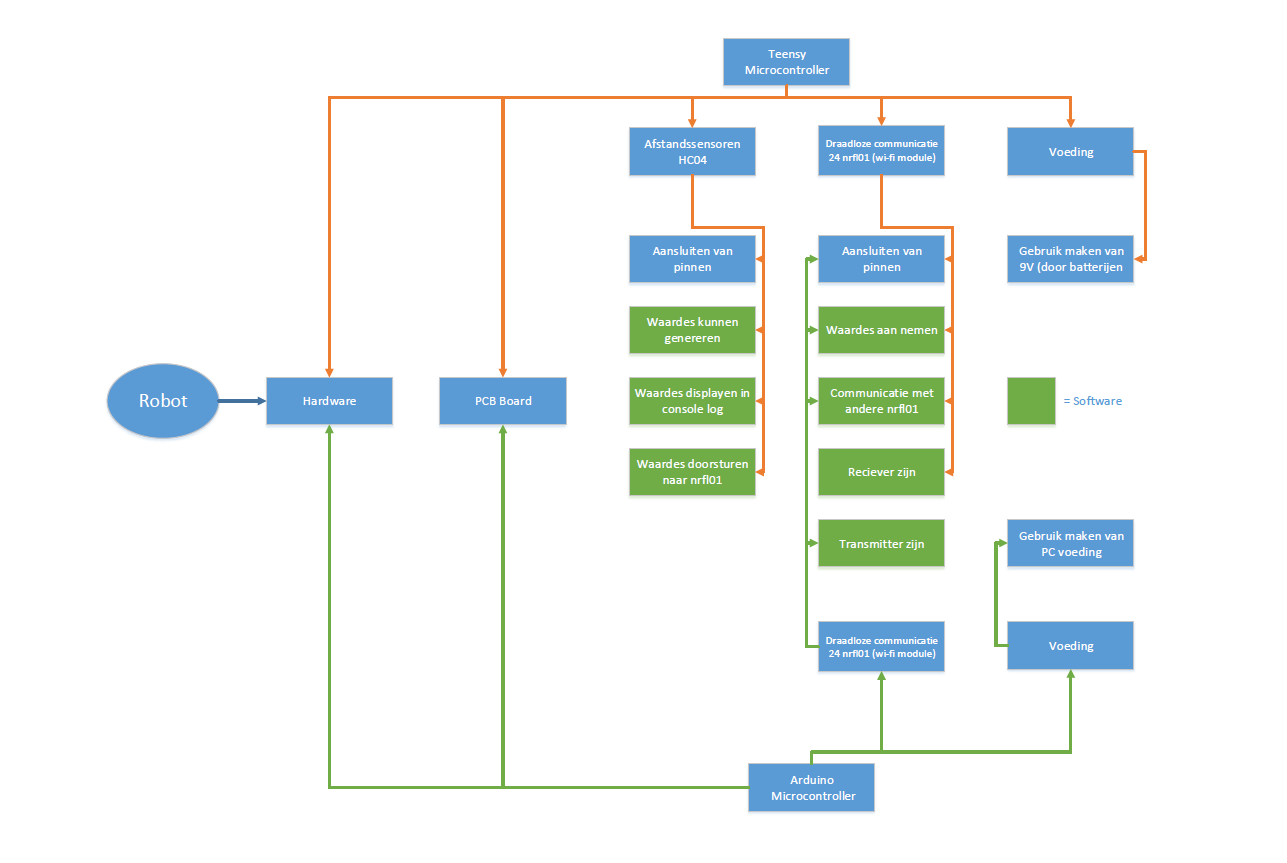 Teensy
Microcontroller
Afstandssensoren
HC04
Draadloze communicatie
24 nrfl01 (wi-fi module)
Voeding
Aansluiten van
pinnen
Aansluiten van
pinnen
Gebruik maken van
9V (door batterijen
Waardes kunnen
genereren
Waardes aan nemen
Robot
Hardware
PCB Board
Waardes displayen in
console log
Communicatie met
andere nrfl01
= Software
Waardes doorsturen
naar nrfl01
Reciever zijn
Transmitter zijn
Gebruik maken van
PC voeding
Draadloze communicatie
24 nrfl01 (wi-fi module)
Voeding
Arduino
Microcontroller